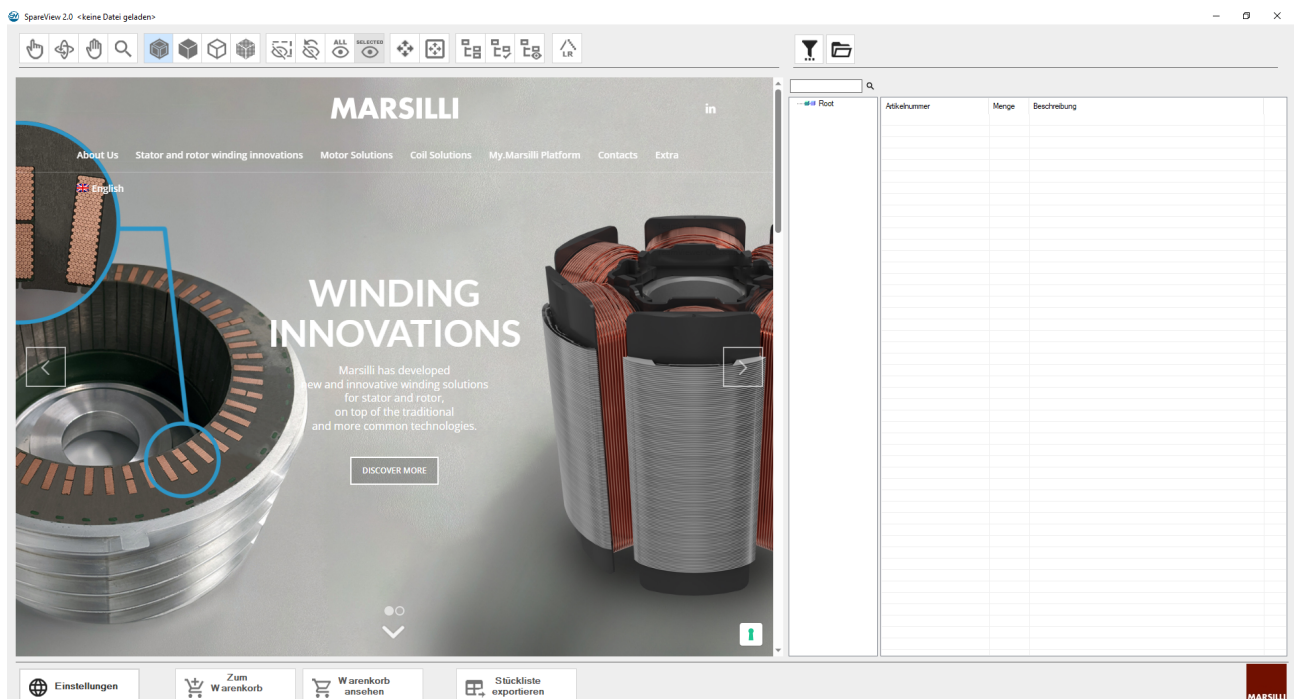 SpareView 2.0 <keine Datei geladen>
ALL
SELECTED
LR
MARSILLI
in
About Us Stator and rotor winding innovations Motor Solutions Coil Solutions My.Marsilli Platform Contacts Extra
English
WINDING
INNOVATIONS
Marsilli has developed
new and innovative winding solutions
for stator and rotor,
on top of the traditional
and more common technologies.
DISCOVER MORE
Root
Artikelnummer Menge Beschreibung
Einstellungen
Zum
Warenkorb
Warenkorb
ansehen
Stückliste
exportieren
MARSILLI